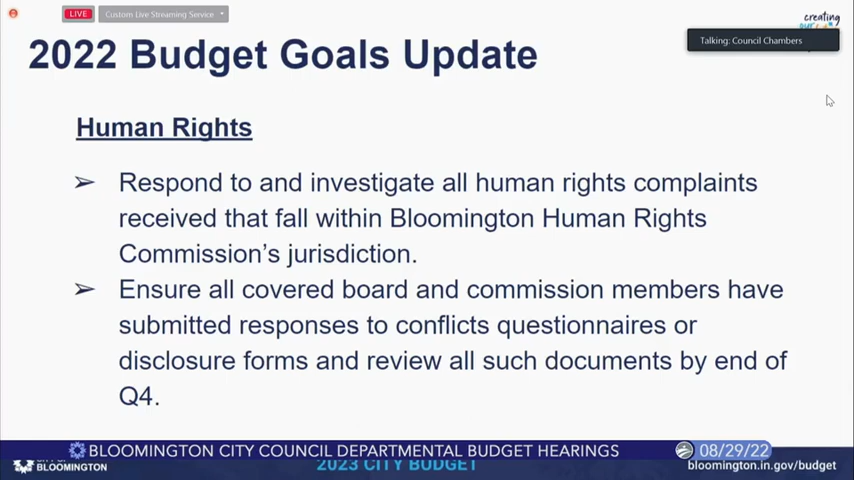 LIVE
Custom Live Streaming Service
creating
Talking: Council Chambers
2022 Budget Goals Update
Human Rights
➢ Respond to and investigate all human rights complaints
received that fall within Bloomington Human Rights
Commission's jurisdiction.
➢ Ensure all covered board and commission members have
submitted responses to conflicts questionnaires or
disclosure forms and review all such documents by end of
Q4.
BLOOMINGTON CITY COUNCIL DEPARTMENTAL BUDGET HEARINGS
08/29/22
BLOOMINGTON
2023 CITY BUDGET
bloomington.in.gov/budget